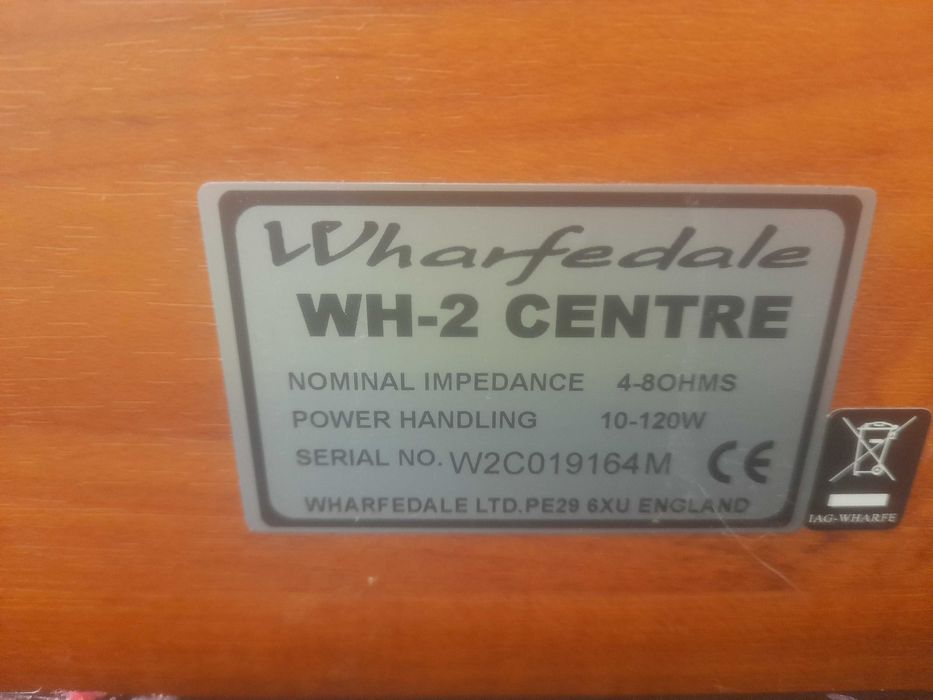 Wharfedale
WH-2 CENTRE
NOMINAL IMPEDANCE 4-8OHMS
POWER HANDLING 10-120W
SERIAL NO. W2C019164M CE
WHARFEDALE LTD.PE29 6XU ENGLAND
IAG-WHARFE